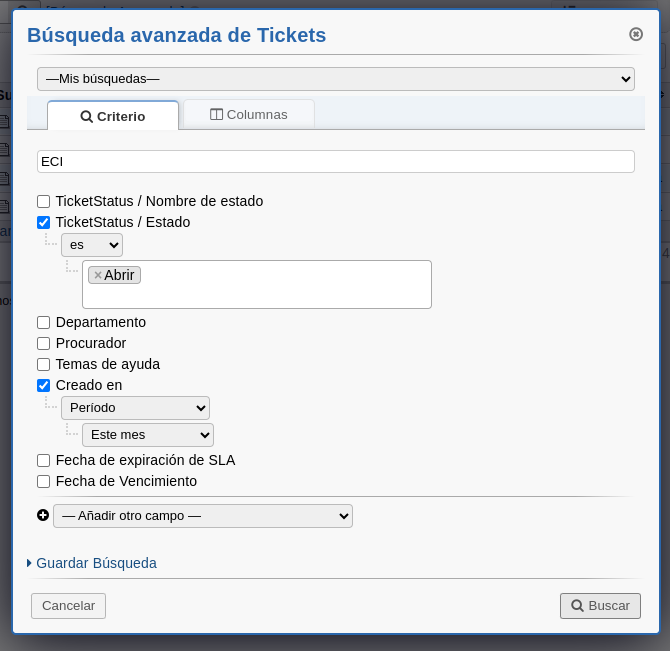 Búsqueda avanzada de Tickets
—Mis búsquedas—
Criterio
Columnas
ECI
TicketStatus / Nombre de estado
TicketStatus / Estado
es
×Abrir
Departamento
Procurador
Temas de ayuda
Creado en
Período
Este mes
Fecha de expiración de SLA
Fecha de Vencimiento
— Añadir otro campo —
Guardar Búsqueda
Cancelar
Buscar